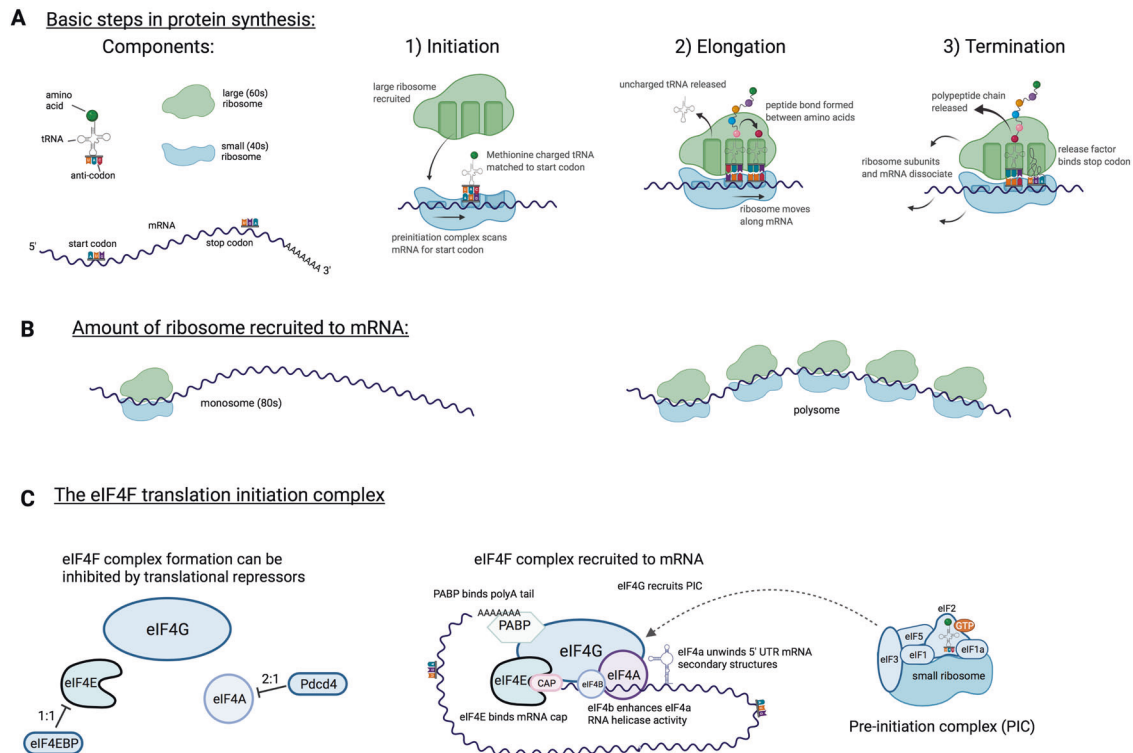 A
Basic steps in protein synthesis:
Components:
amino
acid
tRNA
anti-codon
large (60s)
ribosome
small (40s)
ribosome
5'
start codon
mRNA
stop codon
AAAAAAA
3'
1) Initiation
large ribosome
recruited
Methionine charged tRNA
matched to start codon
preinitiation complex scans
mRNA for start codon
2) Elongation
uncharged tRNA released
peptide bond formed
between amino acids
ribosome moves
along mRNA
3) Termination
polypeptide chain
released
ribosome subunits
and mRNA dissociate
release factor
binds stop codon
B
Amount of ribosome recruited to mRNA:
monosome (80s)
polysome
C
The eIF4F translation initiation complex
eIF4F complex formation can be
inhibited by translational repressors
eIF4G
eIF4E
eIF4A
2:1
Pdcd4
1:1
eIF4EBP
eIF4F complex recruited to mRNA
PABP binds polyA tail
AAAAAAA
PABP
eIF4G
eIF4E
CAP
eIF4B
eIF4A
eIF4G recruits PIC
eIF4a unwinds 5' UTR mRNA
secondary structures
eIF4b enhances eIF4a
RNA helicase activity
eIF4E binds mRNA cap
eIF2
GTP
eIF5
eIF3
eIF1
eIF1a
small ribosome
Pre-initiation complex (PIC)